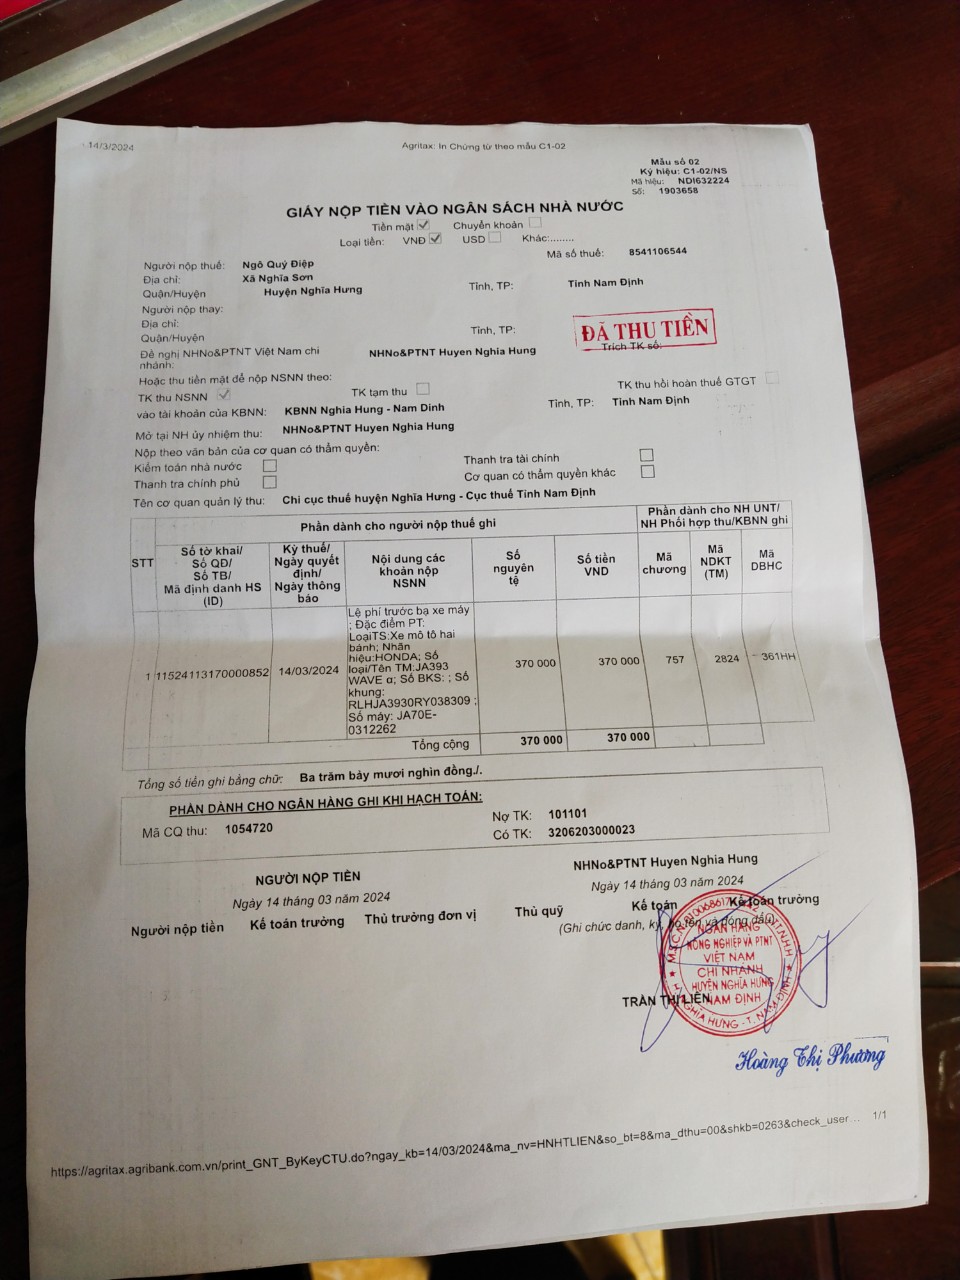 14/3/2024
Agritax: In Chứng từ theo mẫu C1-02
Mẫu số 02
Ký hiệu: C1-02/NS
Mã hiệu: NDI632224
Số: 1903658
GIẤY NỘP TIỀN VÀO NGÂN SÁCH NHÀ NƯỚC
Tiền mặt Chuyển khoản
Loại tiền: VNĐ USD Khác:........
Mã số thuế: 8541106544
Người nộp thuế: Ngô Quý Điệp
Địa chỉ: Xã Nghĩa Sơn
Quận/Huyện Huyện Nghĩa Hưng Tỉnh, TP: Tỉnh Nam Định
Người nộp thay:
Địa chỉ:
Quận/Huyện Tỉnh, TP:
ĐÃ THU TIỀN
Đề nghị NHNo&PTNT Việt Nam chi nhánh: NHNo&PTNT Huyen Nghia Hung Trích TK số:
Hoặc thu tiền mặt để nộp NSNN theo:
TK thu NSNN TK tạm thu TK thu hồi hoàn thuế GTGT
vào tài khoản của KBNN: KBNN Nghia Hung - Nam Dinh Tỉnh, TP: Tỉnh Nam Định
Mở tại NH ủy nhiệm thu: NHNo&PTNT Huyen Nghia Hung
Nộp theo văn bản của cơ quan có thẩm quyền:
Kiểm toán nhà nước Thanh tra tài chính
Thanh tra chính phủ Cơ quan có thẩm quyền khác
Tên cơ quan quản lý thu: Chi cục thuế huyện Nghĩa Hưng - Cục thuế Tỉnh Nam Định
Phần dành cho người nộp thuế ghi
Phần dành cho NH UNT/
NH Phối hợp thu/KBNN ghi
STT
Số tờ khai/
Số QĐ/
Số TB/
Mã định danh HS
(ID)
Kỳ thuế/
Ngày quyết
định/
Ngày thông
báo
Nội dung các
khoản nộp
NSNN
Số
nguyên
tệ
Số tiền
VND
Mã
chương
Mã
NDKT
(TM)
Mã
DBHC
1
11524113170000852
14/03/2024
Lệ phí trước bạ xe máy
; Đặc điểm PT:
LoạiTS:Xe mô tô hai
bánh; Nhãn
hiệu:HONDA; Số
loại/Tên TM:JA393
WAVE α; Số BKS: ; Số
khung:
RLHJA3930RY038309 ;
Số máy: JA70E-
0312262
370 000
370 000
757
2824
361HH
Tổng cộng 370 000 370 000
Tổng số tiền ghi bằng chữ: Ba trăm bảy mươi nghìn đồng./.
PHẦN DÀNH CHO NGÂN HÀNG GHI KHI HẠCH TOÁN:
Mã CQ thu: 1054720
Nợ TK: 101101
Có TK: 3206203000023
NGƯỜI NỘP TIỀN
Ngày 14 tháng 03 năm 2024
Người nộp tiền Kế toán trưởng Thủ trưởng đơn vị
NHNo&PTNT Huyen Nghia Hung
Ngày 14 tháng 03 năm 2024
Thủ quỹ Kế toán Kế toán trưởng
(Ghi chức danh, ký, họ tên và đóng dấu)
NGÂN HÀNG
NÔNG NGHIỆP VÀ PTNT
VIỆT NAM
CHI NHÁNH
HUYỆN NGHĨA HƯNG
NAM ĐỊNH
H. NGHĨA HƯNG - T. NAM ĐỊNH
TRẦN THỊ LIÊN
Hoàng Thị Phương
https://agritax.agribank.com.vn/print_GNT_ByKeyCTU.do?ngay_kb=14/03/2024&ma_nv=HNHTLIEN&so_bt=8&ma_dthu=00&shkb=0263&check_user ... 1/1